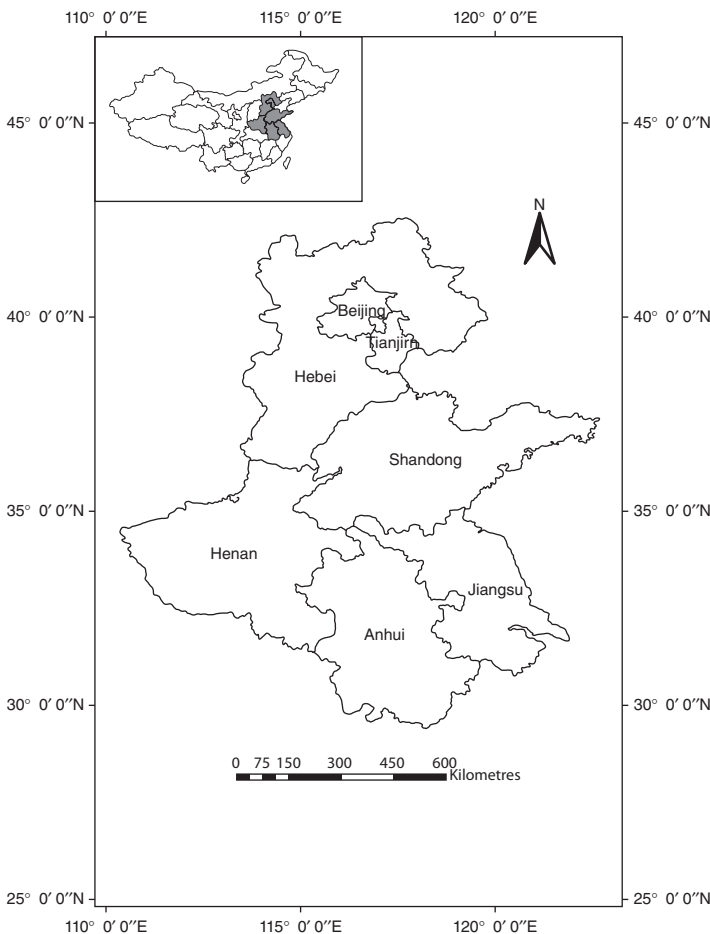 110° 0′ 0″E 115° 0′ 0″E 120° 0′ 0″E
45° 0′ 0″N 45° 0′ 0″N
N
40° 0′ 0″N 40° 0′ 0″N
Beijing
Tianjirn
Hebei
Shandong
35° 0′ 0″N 35° 0′ 0″N
Henan
Jiangsu
Anhui
30° 0′ 0″N 30° 0′ 0″N
0 75 150 300 450 600
Kilometres
25° 0′ 0″N 25° 0′ 0″N
110° 0′ 0″E 115° 0′ 0″E 120° 0′ 0″E